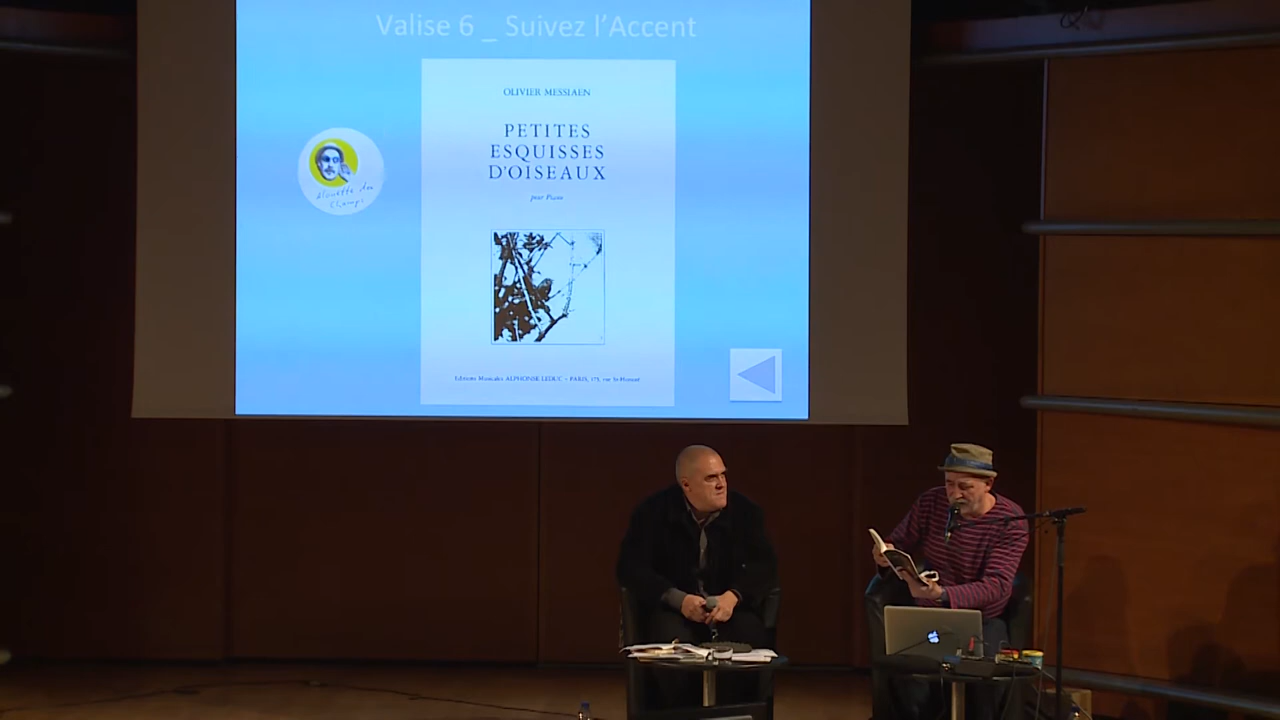 Valise 6 _ Suivez l’Accent
OLIVIER MESSIAEN
PETITES
ESQUISSES
D'OISEAUX
pour Piano
alouette des
champs
Editions Musicales ALPHONSE LEDUC - PARIS, 175, rue St-Honoré